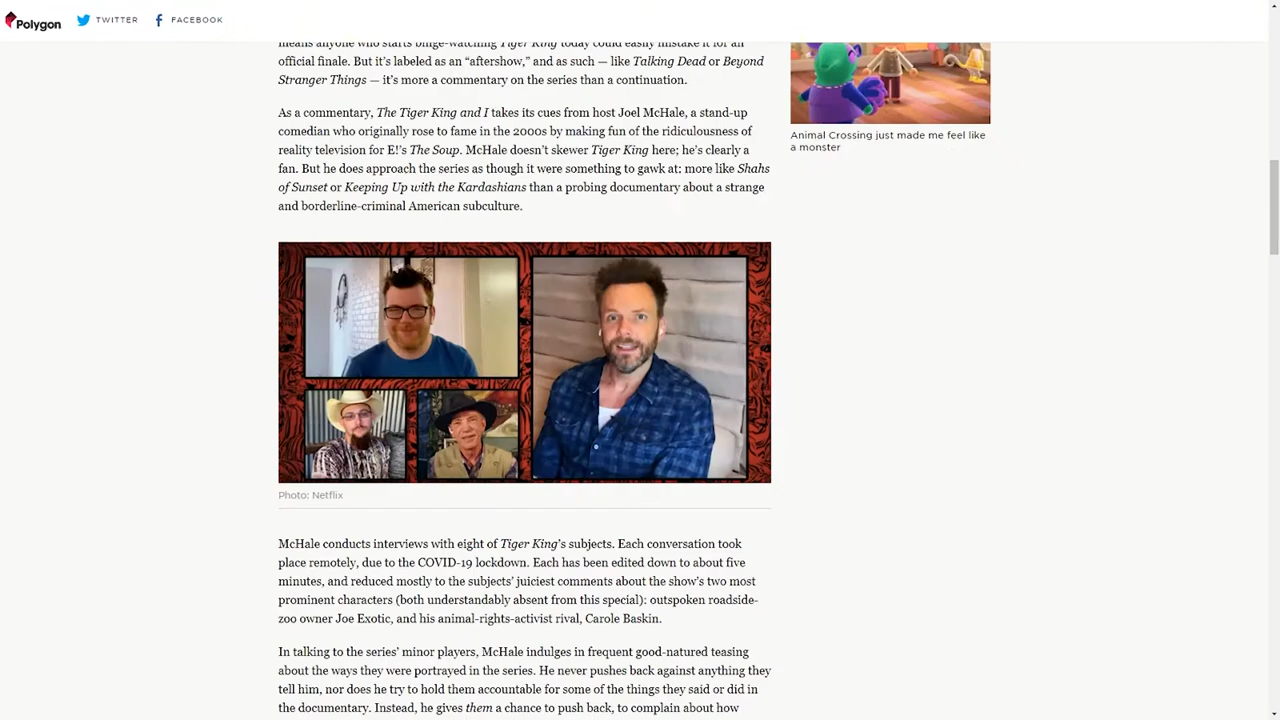 Polygon
TWITTER
FACEBOOK
means anyone who starts binge-watching Tiger King today could easily mistake it for an
official finale. But it's labeled as an “aftershow,” and as such — like Talking Dead or Beyond
Stranger Things — it's more a commentary on the series than a continuation.
As a commentary, The Tiger King and I takes its cues from host Joel McHale, a stand-up
comedian who originally rose to fame in the 2000s by making fun of the ridiculousness of
reality television for E!'s The Soup. McHale doesn't skewer Tiger King here; he's clearly a
fan. But he does approach the series as though it were something to gawk at; more like Shahs
of Sunset or Keeping Up with the Kardashians than a probing documentary about a strange
and borderline-criminal American subculture.
Photo: Netflix
McHale conducts interviews with eight of Tiger King's subjects. Each conversation took
place remotely, due to the COVID-19 lockdown. Each has been edited down to about five
minutes, and reduced mostly to the subjects' juiciest comments about the show's two most
prominent characters (both understandably absent from this special): outspoken roadside-
zoo owner Joe Exotic, and his animal-rights-activist rival, Carole Baskin.
In talking to the series' minor players, McHale indulges in frequent good-natured teasing
about the ways they were portrayed in the series. He never pushes back against anything they
tell him, nor does he try to hold them accountable for some of the things they said or did in
the documentary. Instead, he gives them a chance to push back, to complain about how
Animal Crossing just made me feel like
a monster